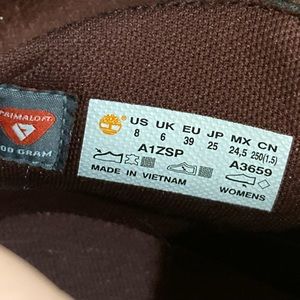 PRIMALOFT
00 GRAM
US UK EU JP MX CN
8 6 39 25 24,5 250(1.5)
A1ZSP A3659
MADE IN VIETNAM WOMENS